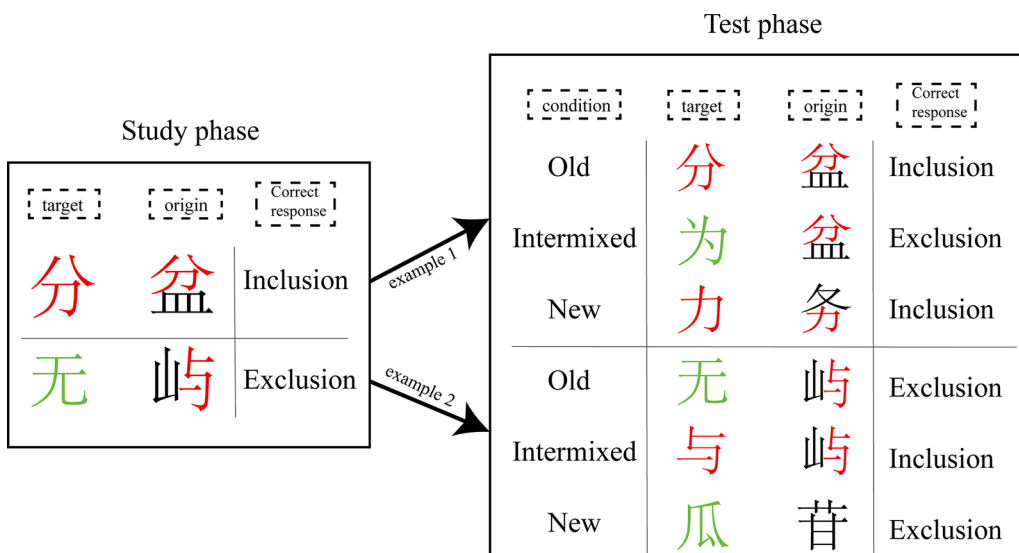 Study phase
target origin Correct response
分 盆 Inclusion
无 屿 Exclusion
example 1
example 2
Test phase
condition target origin Correct response
Old 分 盆 Inclusion
Intermixed 为 盆 Exclusion
New 力 务 Inclusion
Old 无 屿 Exclusion
Intermixed 与 屿 Inclusion
New 瓜 苷 Exclusion